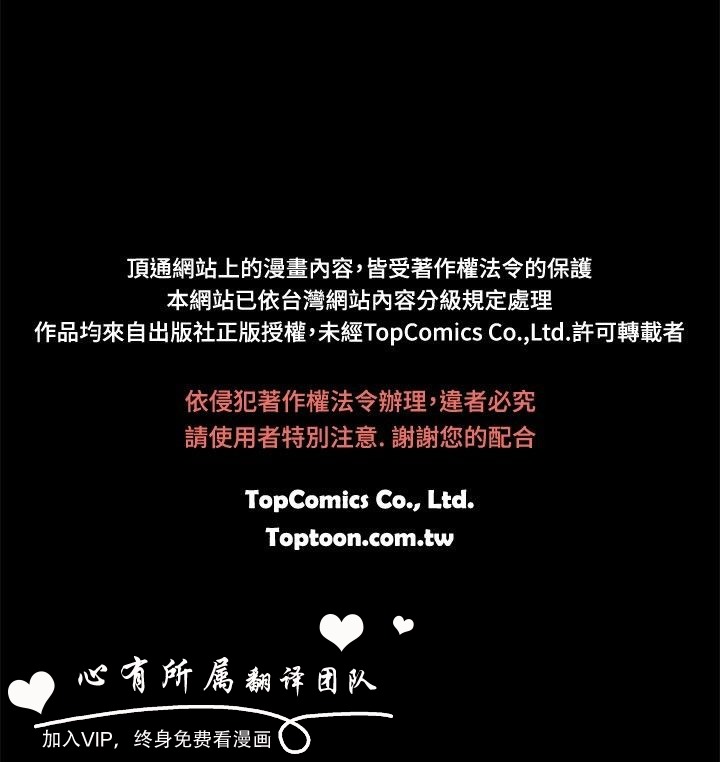 頂通網站上的漫畫內容，皆受著作權法令的保護
本網站已依台灣網站內容分級規定處理
作品均來自出版社正版授權，未經TopComics Co.,Ltd.許可轉載者
依侵犯著作權法令辦理，違者必究
請使用者特別注意. 謝謝您的配合
TopComics Co., Ltd.
Toptoon.com.tw
心有所属翻译团队
加入VIP，终身免费看漫画